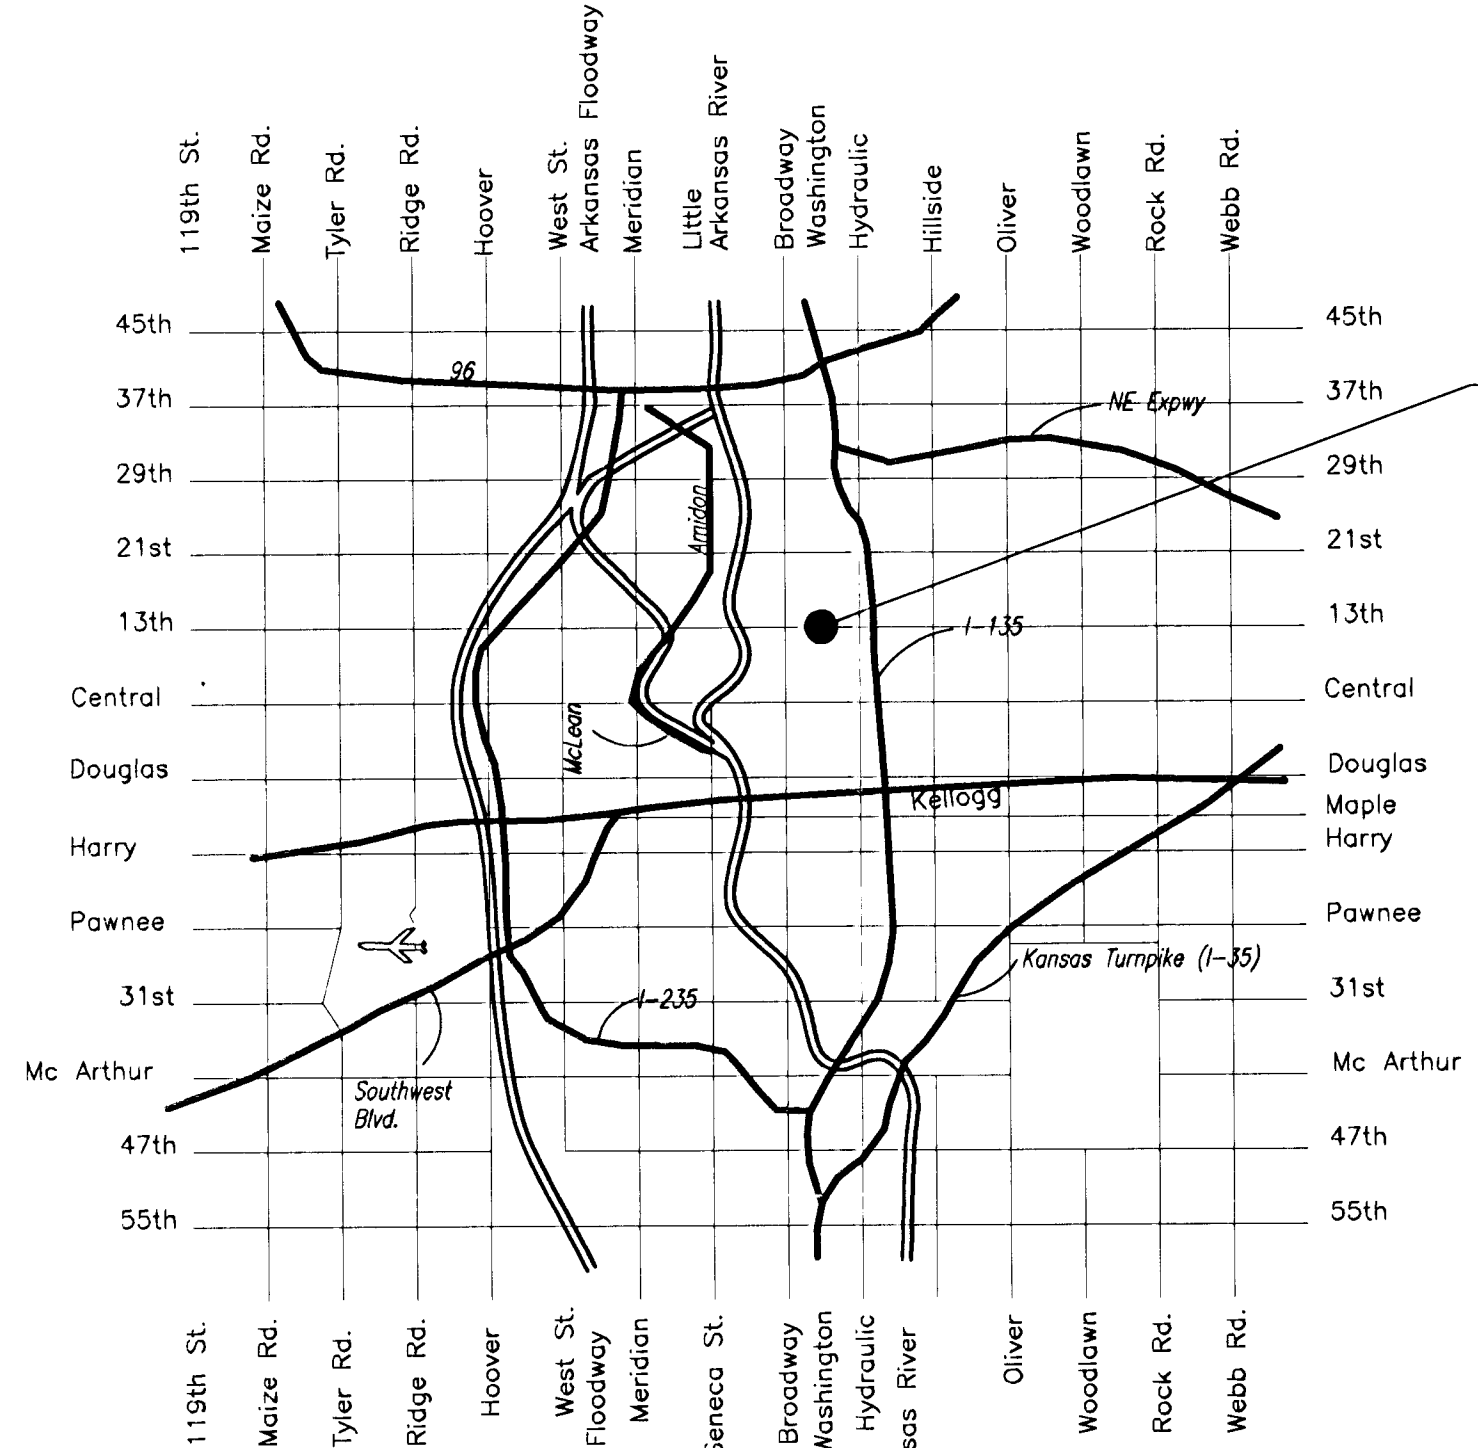 119th St.
Maize Rd.
Tyler Rd.
Ridge Rd.
Hoover
West St.
Arkansas Floodway
Meridian
LIttle
Arkansas River
Broadway
Washington
Hydraulic
Hillside
Oliver
Woodlawn
Rock Rd.
Webb Rd.
45th
45th
96
37th
37th
NE Expwy
29th
29th
Amidon
21st
21st
13th
13th
I-135
Central
Central
McLean
Douglas
Douglas
Kellogg
Maple
Harry
Harry
Pawnee
Pawnee
Kansas Turnpike (I-35)
31st
31st
I-235
Mc Arthur
Mc Arthur
Southwest
Blvd.
47th
47th
55th
55th
119th St.
Maize Rd.
Tyler Rd.
Ridge Rd.
Hoover
West St.
Floodway
Meridian
Seneca St.
Broadway
Washington
Hydraulic
sas River
Oliver
Woodlawn
Rock Rd.
Webb Rd.